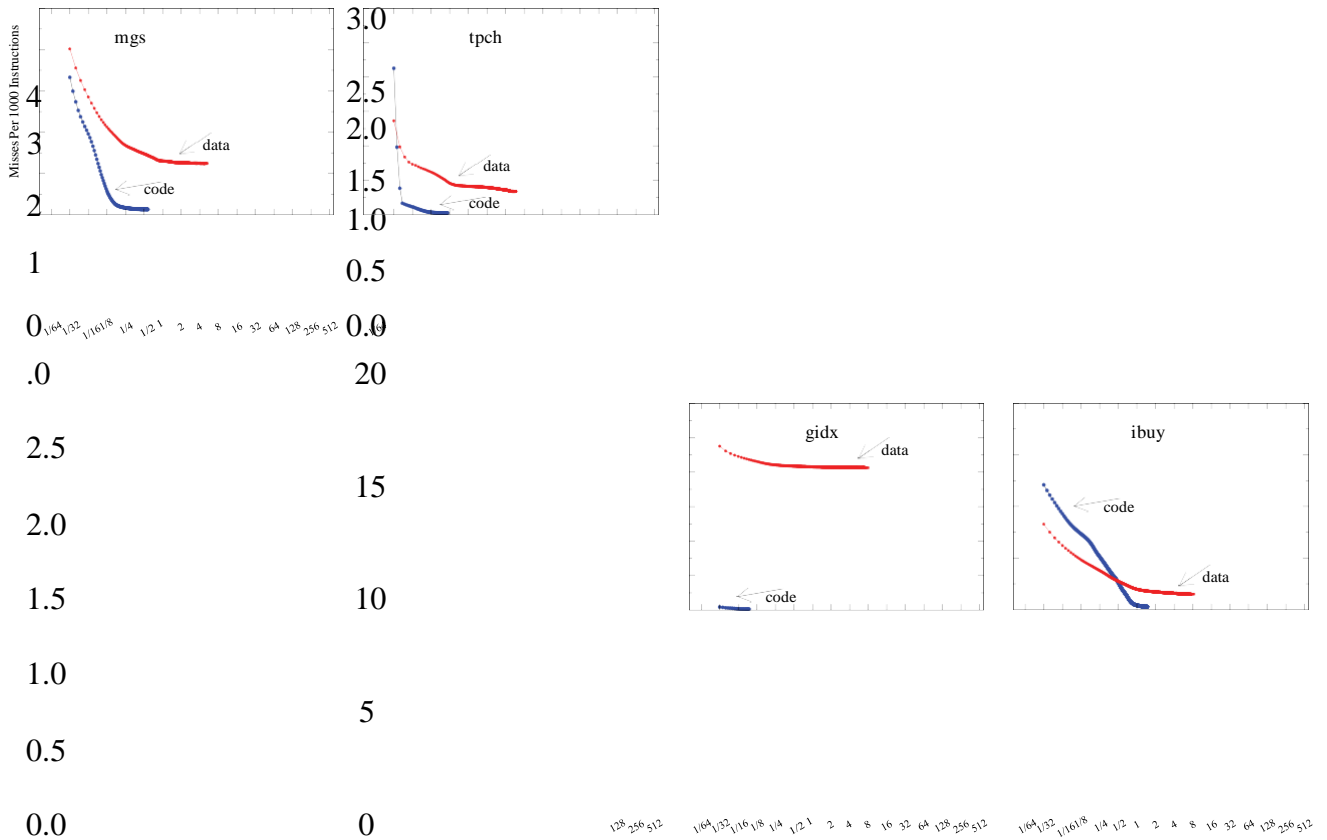 3.0
mgs
tpch
Misses Per 1000 Instructions
4
2.5
3
2.0
data
data
2
1.5
code
code
1.0
1
0.5
0
1/64 1/32 1/16 1/8 1/4 1/2 1 2 4 8 16 32 64 128 256 512
0.0
.0
20
gidx
ibuy
2.5
data
15
code
2.0
data
1.5
10
code
1.0
5
0.5
0.0
0
128 256 512
1/64 1/32 1/16 1/8 1/4 1/2 1 2 4 8 16 32 64 128 256 512
1/64 1/32 1/16 1/8 1/4 1/2 1 2 4 8 16 32 64 128 256 512